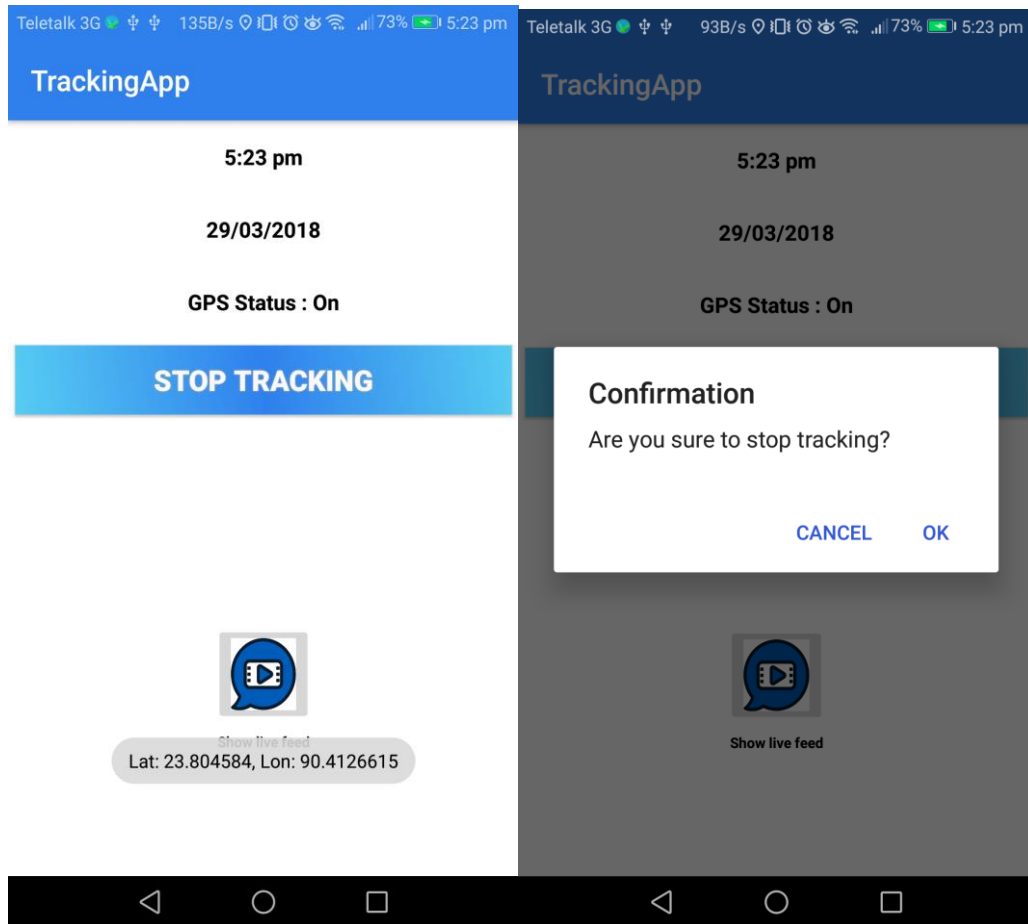 Teletalk 3G 135B/s 73% 5:23 pm
TrackingApp
5:23 pm
29/03/2018
GPS Status : On
STOP TRACKING
Show live feed
Lat: 23.804584, Lon: 90.4126615
Teletalk 3G 93B/s 73% 5:23 pm
TrackingApp
5:23 pm
29/03/2018
GPS Status : On
Confirmation
Are you sure to stop tracking?
CANCEL OK
Show live feed